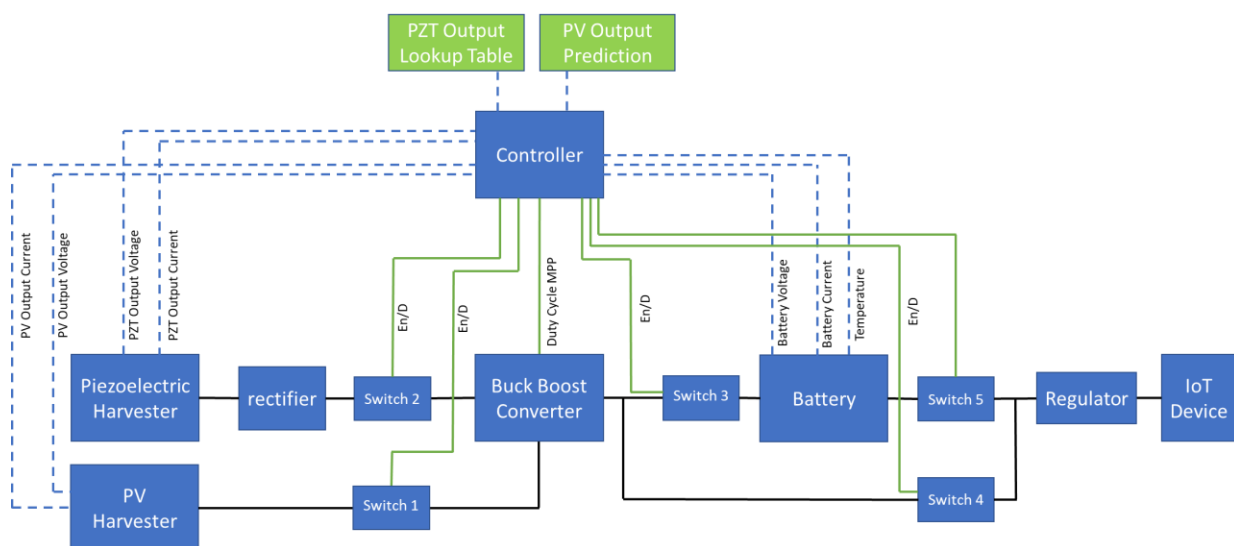 PZT Output
Lookup Table
PV Output
Prediction
Controller
PV Output Current
PV Output Voltage
PZT Output Voltage
PZT Output Current
En/D
En/D
Duty Cycle MPP
En/D
Battery Voltage
Battery Current
Temperature
En/D
Piezoelectric
Harvester
rectifier
Switch 2
Buck Boost
Converter
Switch 3
Battery
Switch 5
Regulator
IoT
Device
PV
Harvester
Switch 1
Switch 4